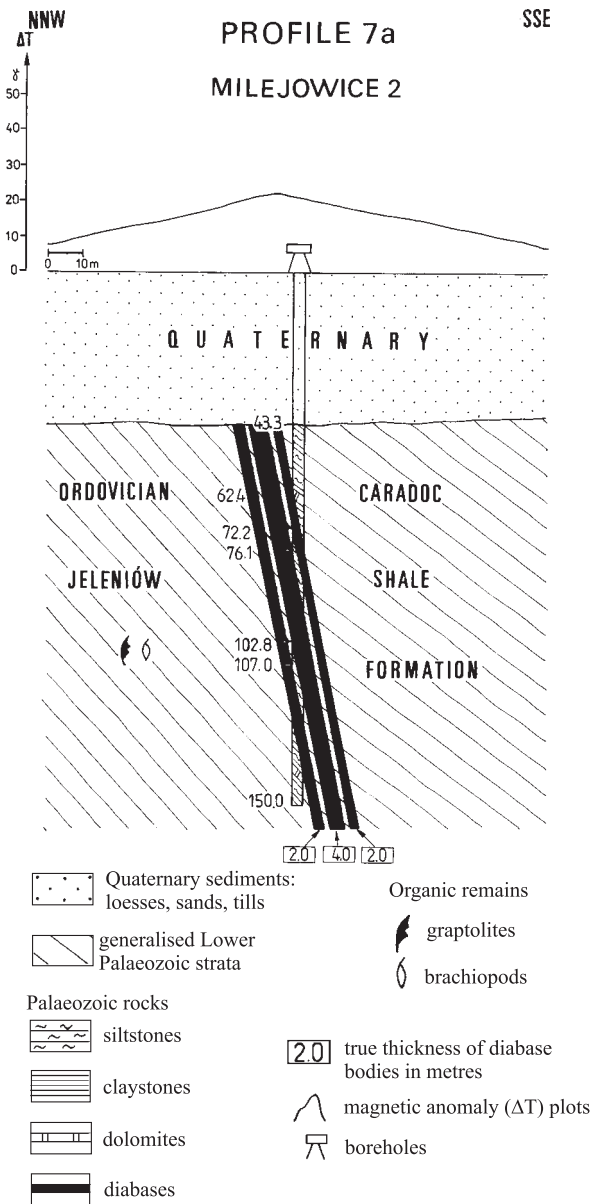 NNW
SSE
PROFILE 7a
MILEJOWICE 2
ΔT
γ
50
40
30
20
10
0
0 10m
QUATERNARY
43.3
ORDOVICIAN
CARADOC
62.4
72.2
76.1
JELENIÓW
SHALE
102.8
107.0
FORMATION
150.0
2.0 4.0 2.0
Quaternary sediments:
loesses, sands, tills
generalised Lower
Palaeozoic strata
Palaeozoic rocks
siltstones
claystones
dolomites
diabases
Organic remains
graptolites
brachiopods
2.0 true thickness of diabase
bodies in metres
magnetic anomaly (ΔT) plots
boreholes